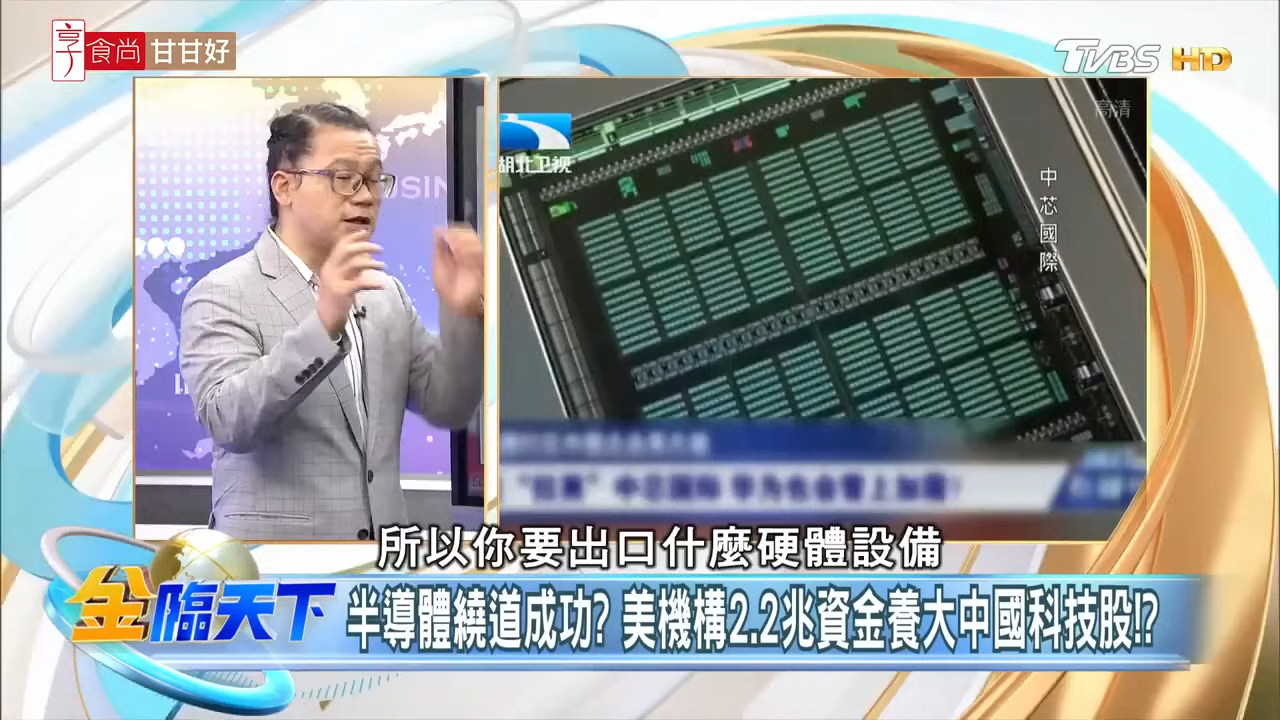 享
食尚
甘甘好
TVBS HD
USIN
湖北卫视
高清
中芯國際
所以你要出口什麼硬體設備
金臨天下
半導體繞道成功? 美機構2.2兆資金養大中國科技股!?